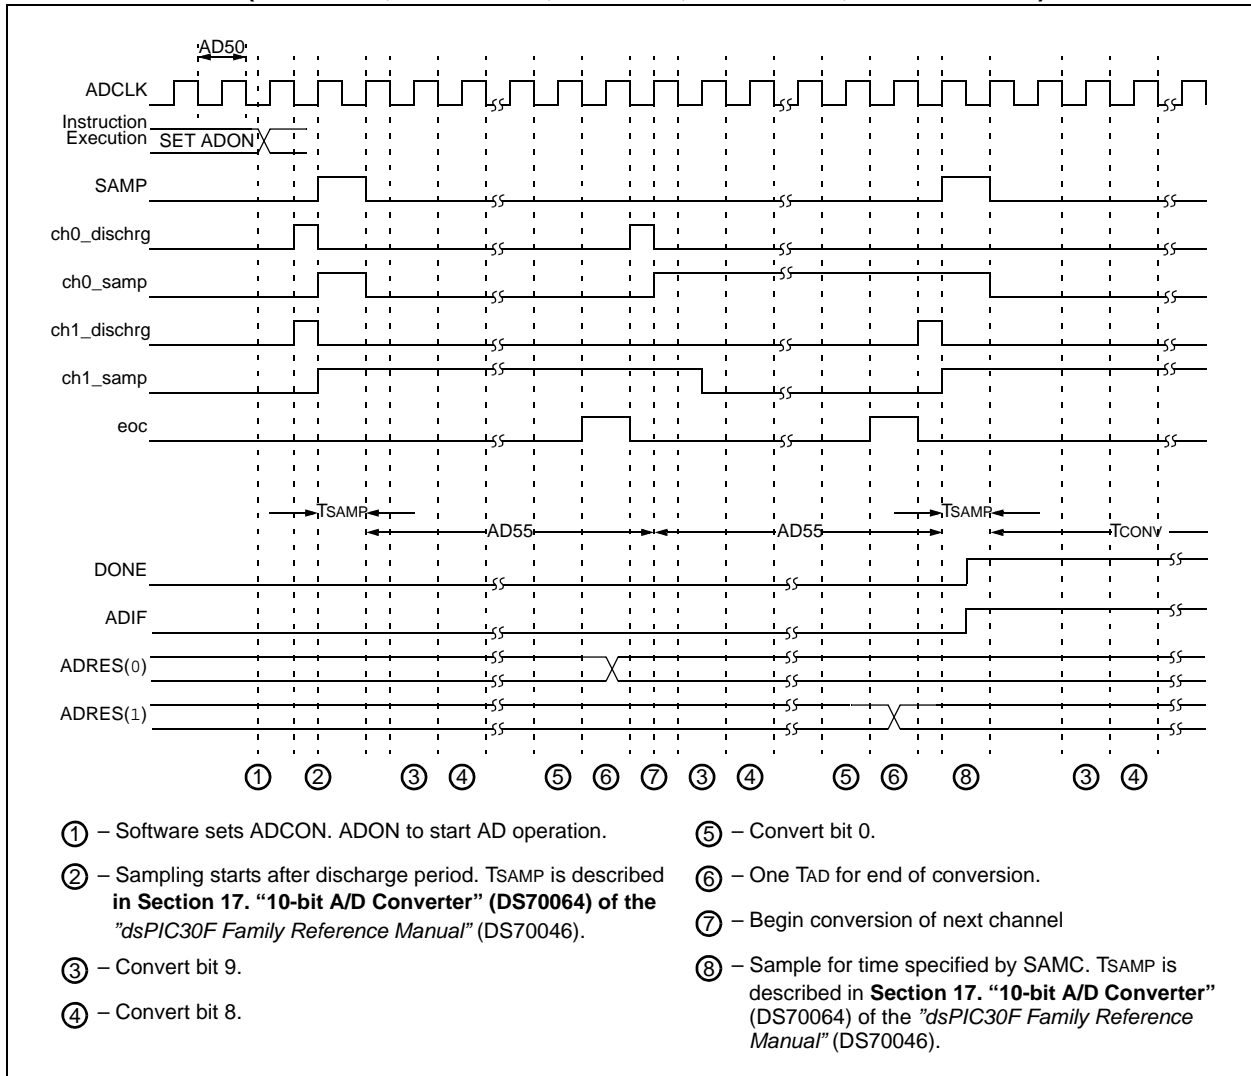 AD50
ADCLK
Instruction
Execution
SET ADON
SAMP
ch0_dischrg
ch0_samp
ch1_dischrg
ch1_samp
eoc
TSAMP
TSAMP
AD55
AD55
TCONV
DONE
ADIF
ADRES(0)
ADRES(1)
1 2 3 4 5 6 7 3 4 5 6 8 3 4
1 – Software sets ADCON. ADON to start AD operation.
2 – Sampling starts after discharge period. TSAMP is described
in Section 17. “10-bit A/D Converter” (DS70064) of the
”dsPIC30F Family Reference Manual” (DS70046).
3 – Convert bit 9.
4 – Convert bit 8.
5 – Convert bit 0.
6 – One TAD for end of conversion.
7 – Begin conversion of next channel
8 – Sample for time specified by SAMC. TSAMP is
described in Section 17. “10-bit A/D Converter”
(DS70064) of the ”dsPIC30F Family Reference
Manual” (DS70046).